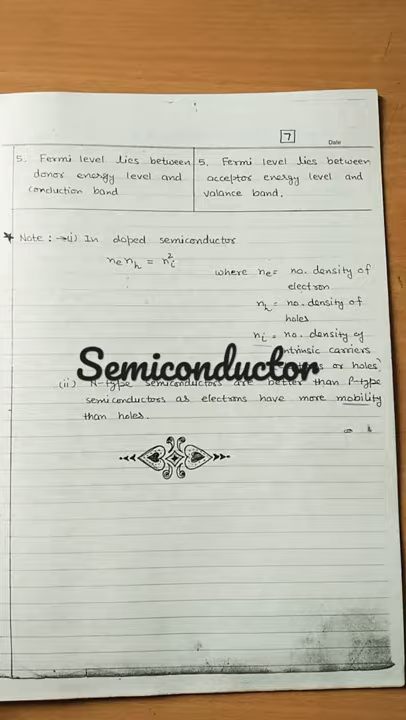 7
Date
5. Fermi level lies between
donor energy level and
conduction band
5. Fermi level lies between
acceptor energy level and
valance band.
★ Note :→(i) In doped semiconductor
nₑnₕ = nᵢ²
where nₑ= no. density of
electron
nₕ = no. density of
holes
nᵢ = no. density of
intrinsic carriers
or holes
Semiconductor
(ii) N-type semiconductors are better than P-type
semiconductors as electrons have more mobility
than holes.